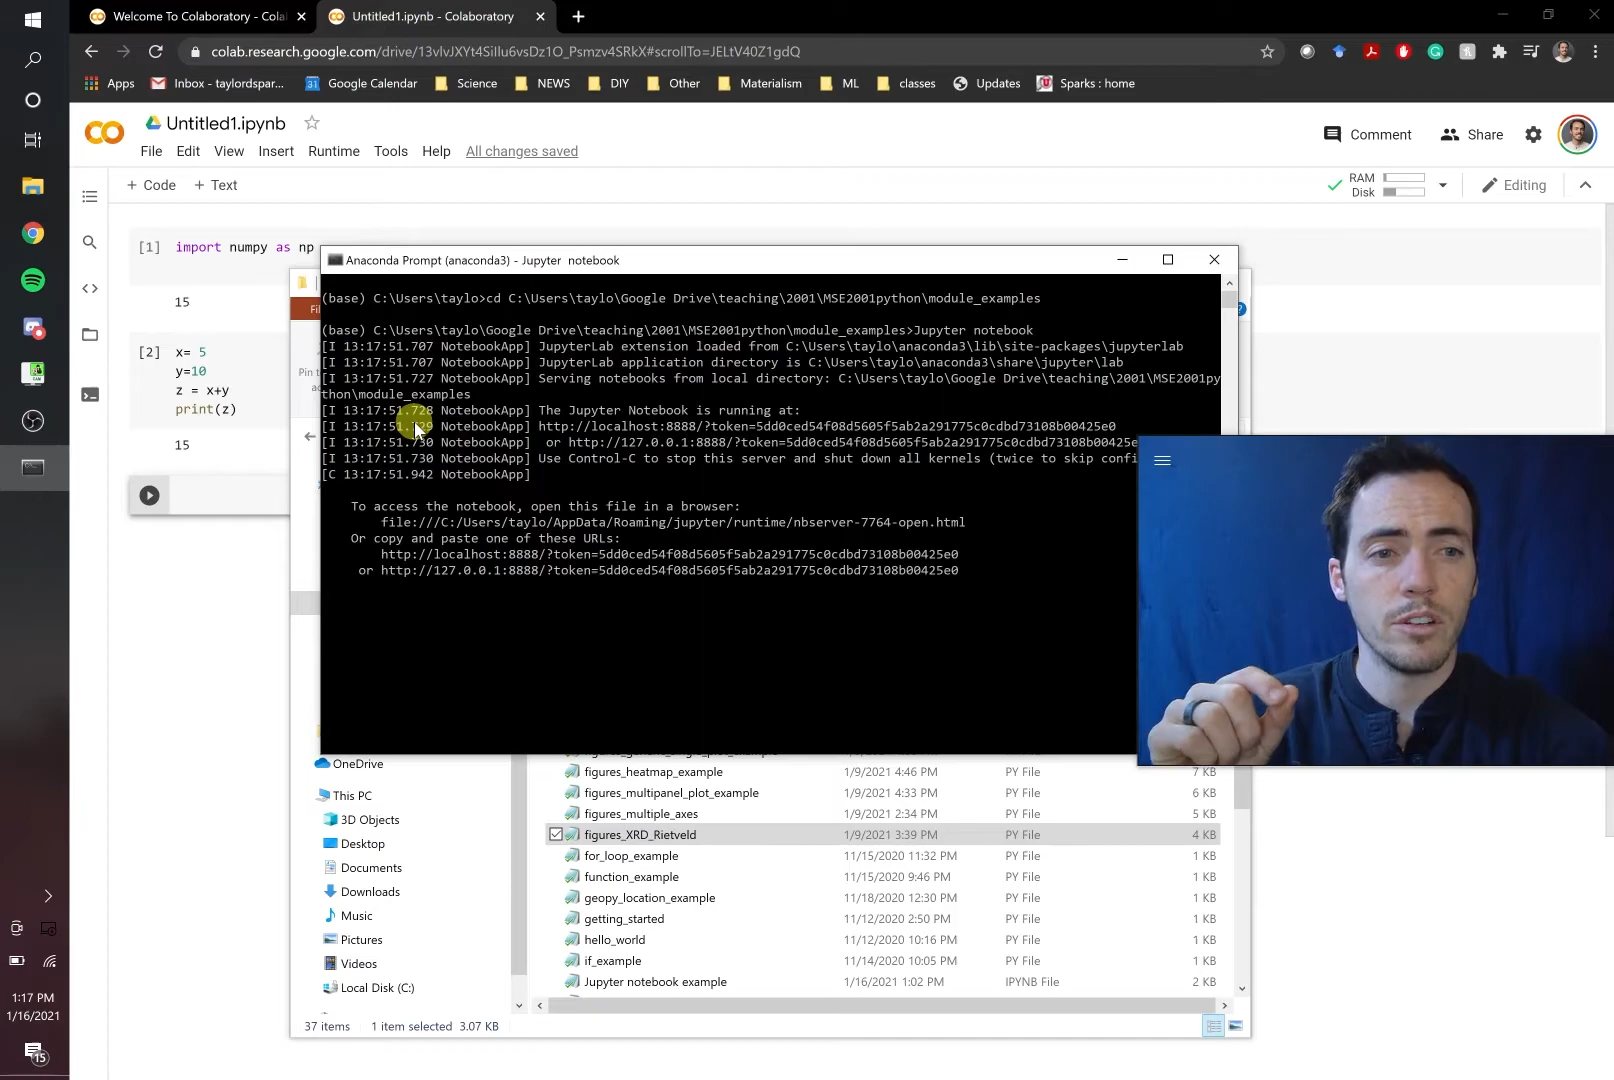 Welcome To Colaboratory - Cola
Untitled1.ipynb - Colaboratory
colab.research.google.com/drive/13vlvJXYt4SiIlu6vsDz1O_Psmzv4SRkX#scrollTo=JELtV40Z1gdQ
Apps
Inbox - taylordspar...
Google Calendar
Science
NEWS
DIY
Other
Materialism
ML
classes
Updates
Sparks : home
Untitled1.ipynb
Comment
Share
File Edit View Insert Runtime Tools Help All changes saved
+ Code + Text
RAM
Disk
Editing
[1] import numpy as np
15
[2] x= 5
y=10
z = x+y
print(z)
15
Anaconda Prompt (anaconda3) - Jupyter notebook
(base) C:\Users\taylo>cd C:\Users\taylo\Google Drive\teaching\2001\MSE2001python\module_examples
(base) C:\Users\taylo\Google Drive\teaching\2001\MSE2001python\module_examples>Jupyter notebook
[I 13:17:51.707 NotebookApp] JupyterLab extension loaded from C:\Users\taylo\anaconda3\lib\site-packages\jupyterlab
[I 13:17:51.707 NotebookApp] JupyterLab application directory is C:\Users\taylo\anaconda3\share\jupyter\lab
[I 13:17:51.727 NotebookApp] Serving notebooks from local directory: C:\Users\taylo\Google Drive\teaching\2001\MSE2001py
thon\module_examples
[I 13:17:51.728 NotebookApp] The Jupyter Notebook is running at:
[I NotebookApp] http://localhost:8888/?token=5dd0ced54f08d5605f5ab2a291775c0cdbd73108b00425e0
[I 13:17:51.730 NotebookApp]  or http://127.0.0.1:8888/?token=5dd0ced54f08d5605f5ab2a291775c0cdbd73108b00425e
[I 13:17:51.730 NotebookApp] Use Control-C to stop this server and shut down all kernels (twice to skip confi
[C 13:17:51.942 NotebookApp]
To access the notebook, open this file in a browser:
file:///C:/Users/taylo/AppData/Roaming/jupyter/runtime/nbserver-7764-open.html
Or copy and paste one of these URLs:
http://localhost:8888/?token=5dd0ced54f08d5605f5ab2a291775c0cdbd73108b00425e0
or http://127.0.0.1:8888/?token=5dd0ced54f08d5605f5ab2a291775c0cdbd73108b00425e0
OneDrive
This PC
3D Objects
Desktop
Documents
Downloads
Music
Pictures
Videos
Local Disk (C:)
figures_heatmap_example 1/9/2021 4:46 PM PY File 7 KB
figures_multipanel_plot_example 1/9/2021 4:33 PM PY File 6 KB
figures_multiple_axes 1/9/2021 2:34 PM PY File 5 KB
figures_XRD_Rietveld 1/9/2021 3:39 PM PY File 4 KB
for_loop_example 11/15/2020 11:32 PM PY File 1 KB
function_example 11/15/2020 9:46 PM PY File 1 KB
geopy_location_example 11/18/2020 12:30 PM PY File 1 KB
getting_started 11/12/2020 2:50 PM PY File 1 KB
hello_world 11/12/2020 10:16 PM PY File 1 KB
if_example 11/14/2020 10:05 PM PY File 1 KB
Jupyter notebook example 1/16/2021 1:02 PM IPYNB File 2 KB
37 items 1 item selected 3.07 KB
1:17 PM
1/16/2021
15